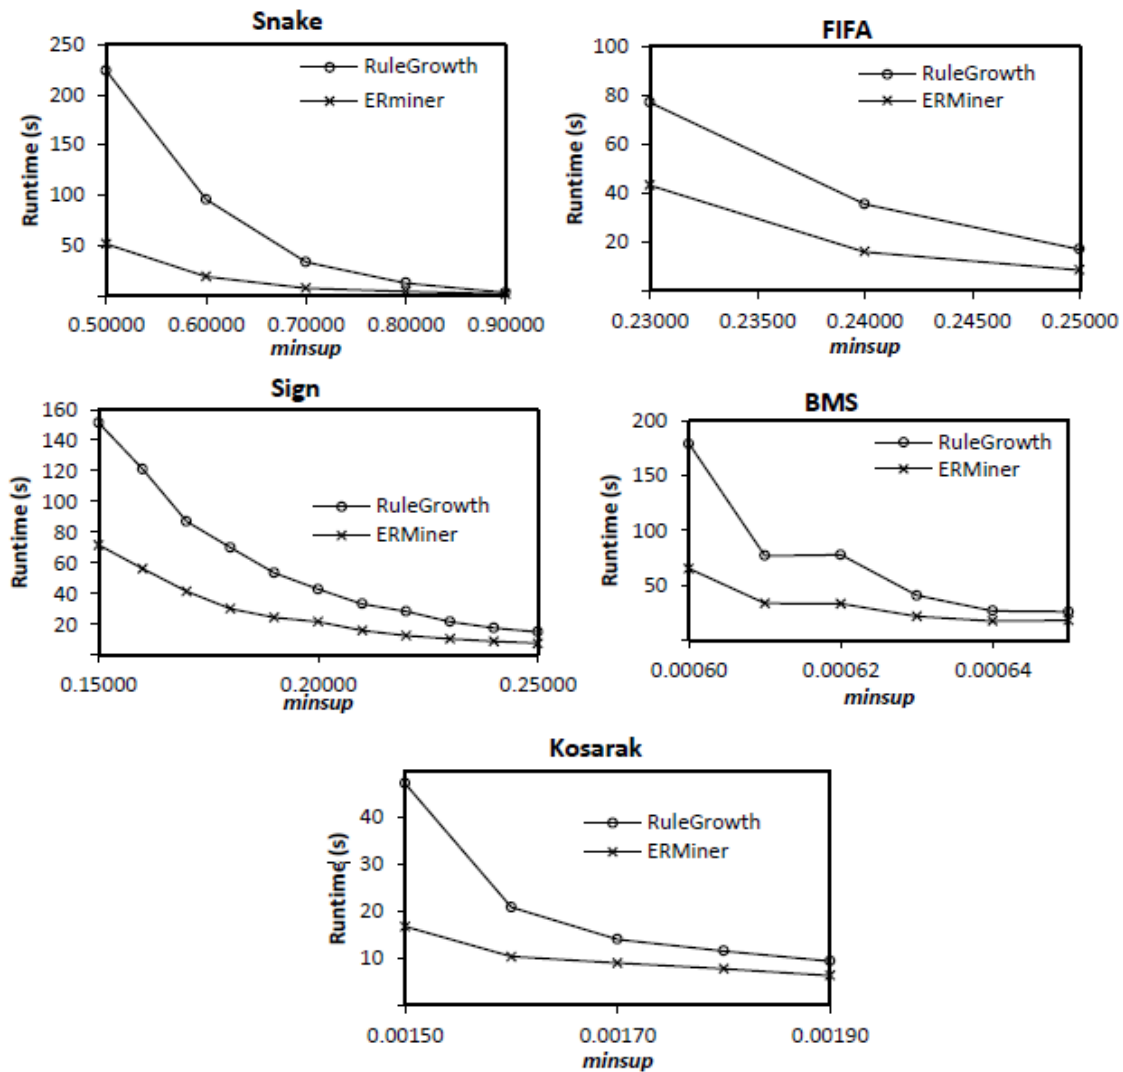 Snake
250
200
150
100
50
Runtime (s)
RuleGrowth
ERminer
0.50000 0.60000 0.70000 0.80000 0.90000
minsup
FIFA
100
80
60
40
20
Runtime (s)
RuleGrowth
ERMiner
0.23000 0.23500 0.24000 0.24500 0.25000
minsup
Sign
160
140
120
100
80
60
40
20
Runtime (s)
RuleGrowth
ERMiner
0.15000 0.20000 0.25000
minsup
BMS
200
150
100
50
Runtime (s)
RuleGrowth
ERMiner
0.00060 0.00062 0.00064
minsup
Kosarak
40
30
20
10
Runtime (s)
RuleGrowth
ERMiner
0.00150 0.00170 0.00190
minsup